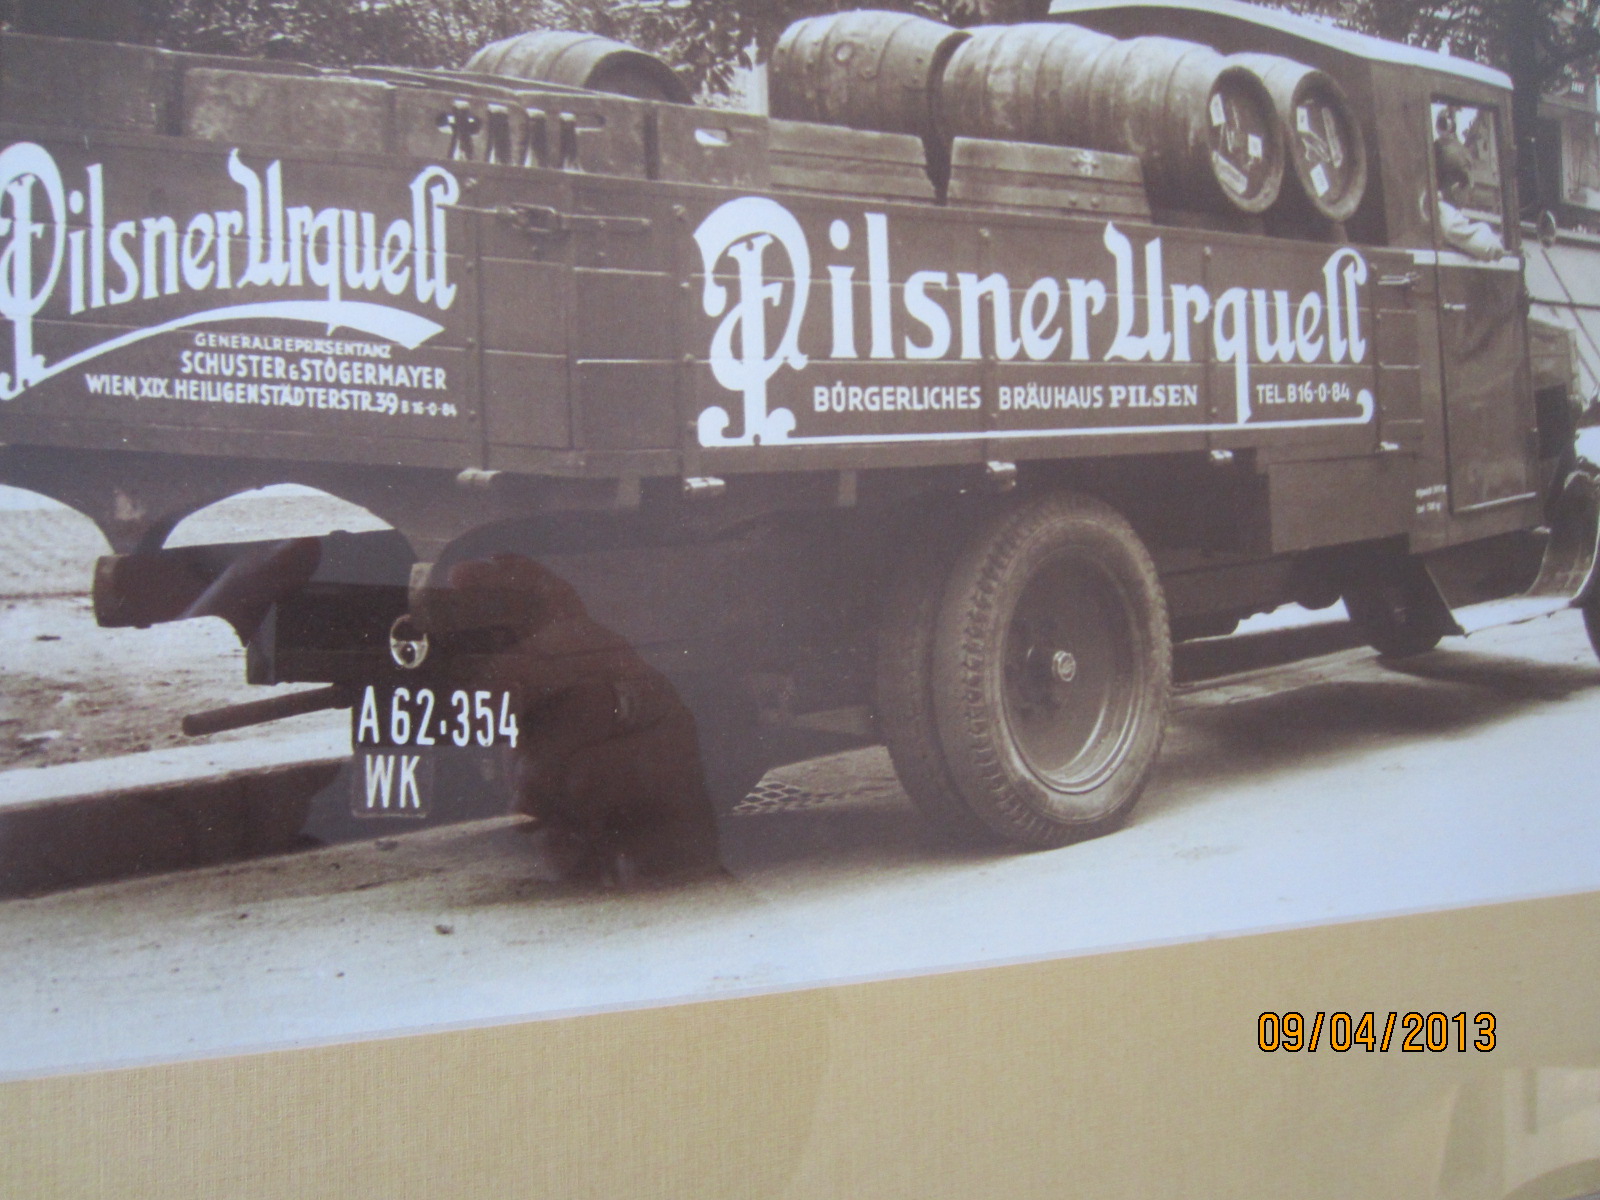 Pilsner Urquell
GENERALREPRÄSENTANZ
SCHUSTER & STÖGERMAYER
WIEN, XIX. HEILIGENSTÄDTERSTR. 39 B 16-0-84
Pilsner Urquell
BÜRGERLICHES BRÄUHAUS PILSEN TEL. B16-0-84
A 62.354
WK
09/04/2013